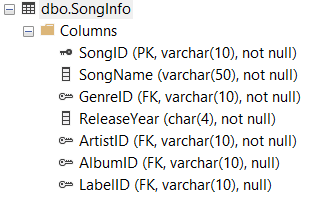 dbo.SongInfo
Columns
SongID (PK, varchar(10), not null)
SongName (varchar(50), not null)
GenreID (FK, varchar(10), not null)
ReleaseYear (char(4), not null)
ArtistID (FK, varchar(10), not null)
AlbumID (FK, varchar(10), null)
LabelID (FK, varchar(10), null)